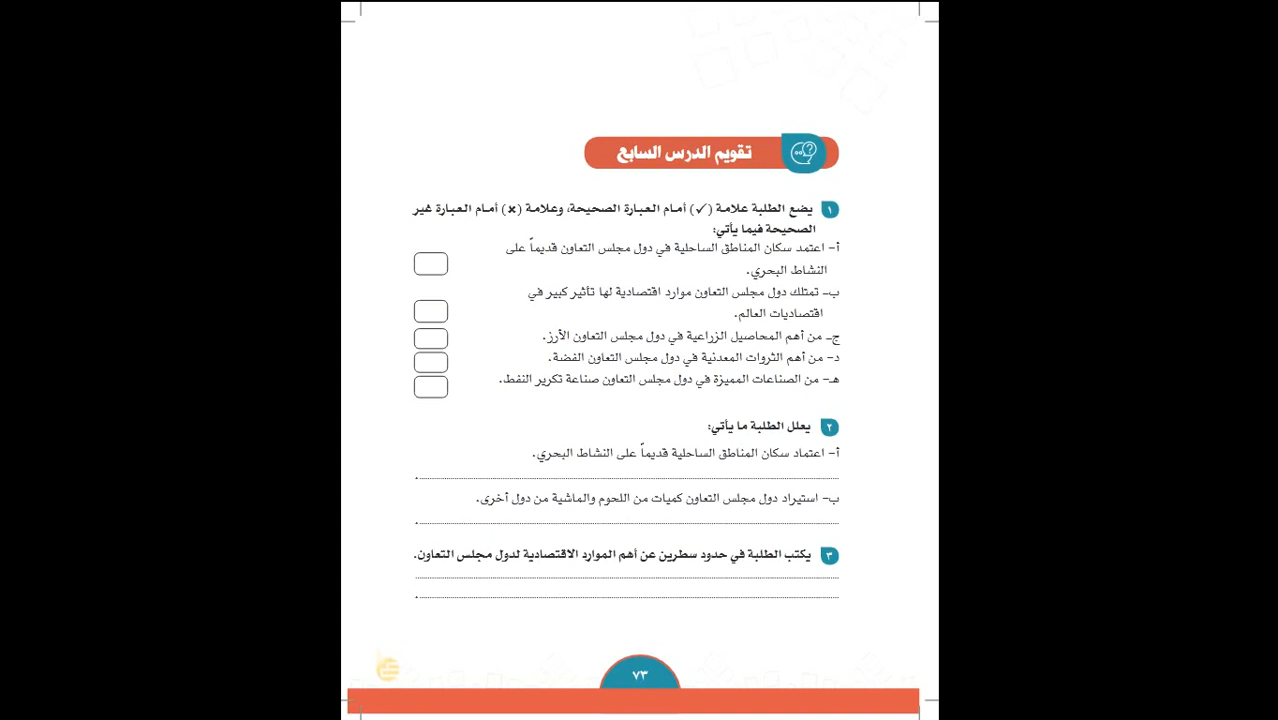 تقويم الدرس السابع
١ يضع الطلبة علامة (✓) أمام العبارة الصحيحة، وعلامة (✗) أمام العبارة غير
الصحيحة فيما يأتي:
أ- اعتمد سكان المناطق الساحلية في دول مجلس التعاون قديماً على
النشاط البحري.
ب- تمتلك دول مجلس التعاون موارد اقتصادية لها تأثير كبير في
اقتصاديات العالم.
ج- من أهم المحاصيل الزراعية في دول مجلس التعاون الأرز.
د- من أهم الثروات المعدنية في دول مجلس التعاون الفضة.
هـ- من الصناعات المميزة في دول مجلس التعاون صناعة تكرير النفط.
٢ يعلل الطلبة ما يأتي:
أ- اعتماد سكان المناطق الساحلية قديماً على النشاط البحري.
ب- استيراد دول مجلس التعاون كميات من اللحوم والماشية من دول أخرى.
٣ يكتب الطلبة في حدود سطرين عن أهم الموارد الاقتصادية لدول مجلس التعاون.
٧٣